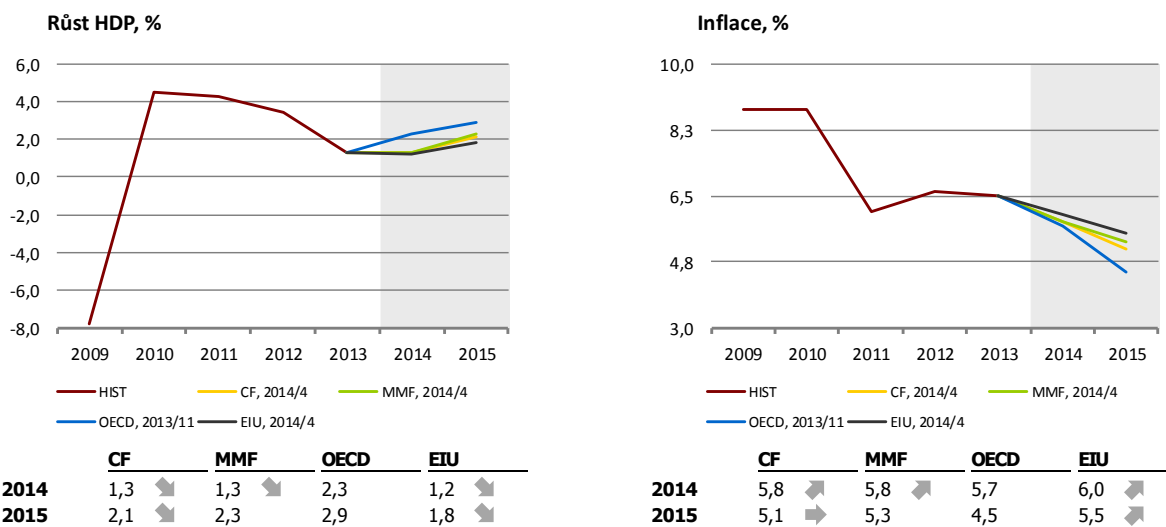 Růst HDP, %
6,0
4,0
2,0
0,0
-2,0
-4,0
-6,0
-8,0
2009 2010 2011 2012 2013 2014 2015
HIST CF, 2014/4 MMF, 2014/4
OECD, 2013/11 EIU, 2014/4
CF MMF OECD EIU
2014 1,3 1,3 2,3 1,2
2015 2,1 2,3 2,9 1,8
Inflace, %
10,0
8,3
6,5
4,8
3,0
2009 2010 2011 2012 2013 2014 2015
HIST CF, 2014/4 MMF, 2014/4
OECD, 2013/11 EIU, 2014/4
CF MMF OECD EIU
2014 5,8 5,8 5,7 6,0
2015 5,1 5,3 4,5 5,5